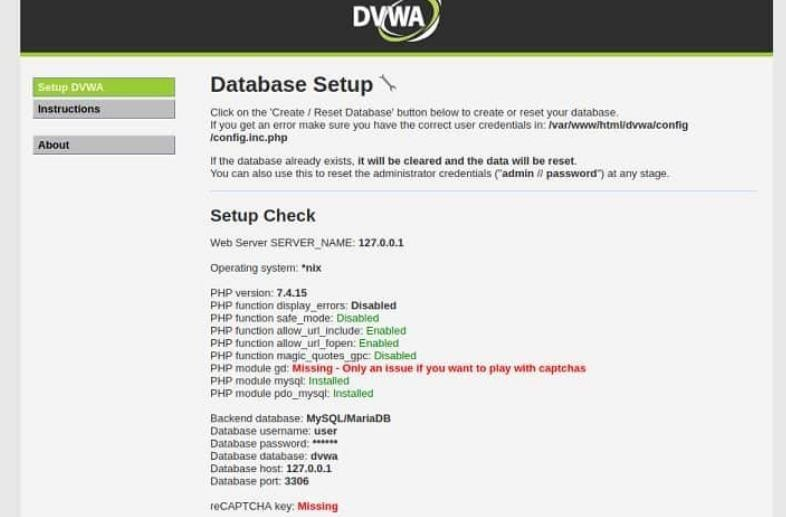 DVWA
Setup DVWA
Instructions
About
Database Setup
Click on the 'Create / Reset Database' button below to create or reset your database.
If you get an error make sure you have the correct user credentials in: /var/www/html/dvwa/config
/config.inc.php
If the database already exists, it will be cleared and the data will be reset.
You can also use this to reset the administrator credentials ("admin // password") at any stage.
Setup Check
Web Server SERVER_NAME: 127.0.0.1
Operating system: *nix
PHP version: 7.4.15
PHP function display_errors: Disabled
PHP function safe_mode: Disabled
PHP function allow_url_include: Enabled
PHP function allow_url_fopen: Enabled
PHP function magic_quotes_gpc: Disabled
PHP module gd: Missing - Only an issue if you want to play with captchas
PHP module mysql: Installed
PHP module pdo_mysql: Installed
Backend database: MySQL/MariaDB
Database username: user
Database password: ******
Database database: dvwa
Database host: 127.0.0.1
Database port: 3306
reCAPTCHA key: Missing